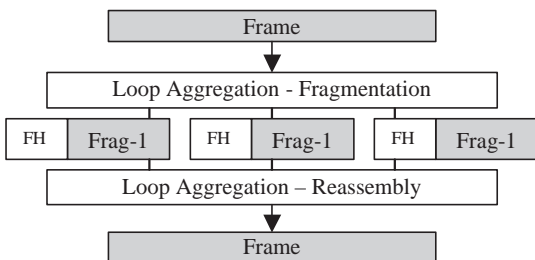 Frame
Loop Aggregation - Fragmentation
FH Frag-1 FH Frag-1 FH Frag-1
Loop Aggregation – Reassembly
Frame